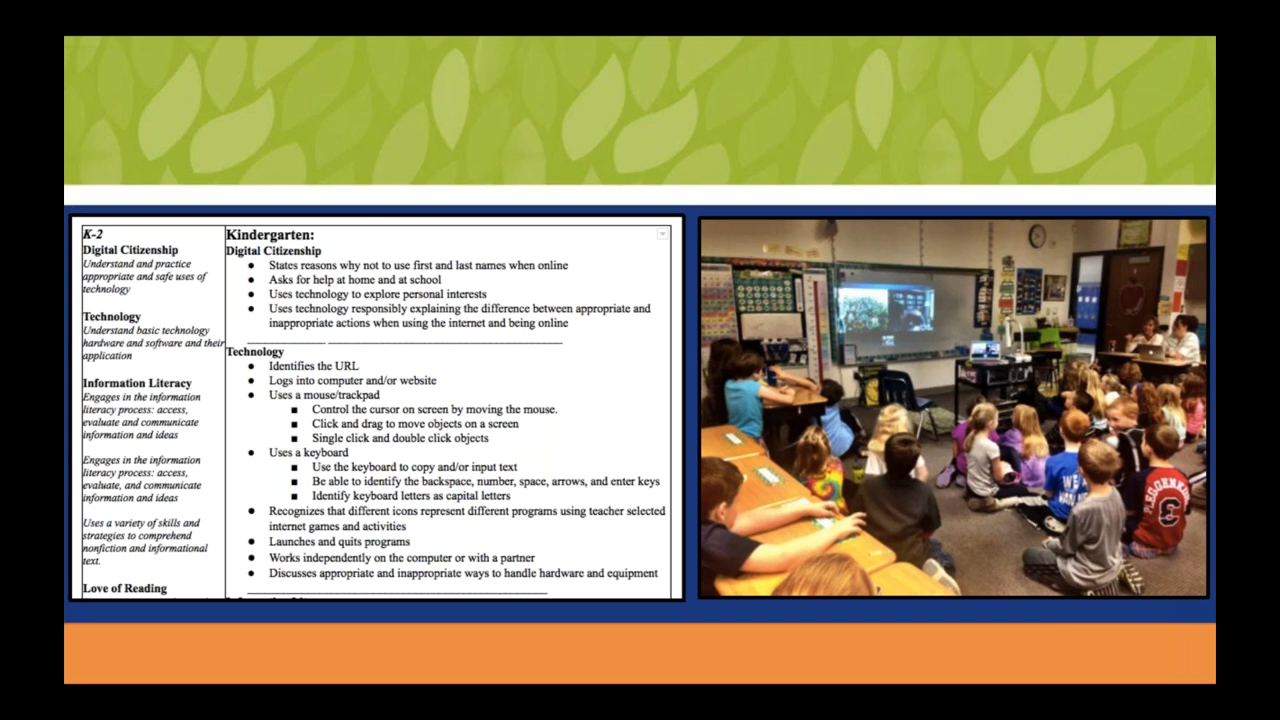 K-2
Digital Citizenship
Understand and practice
appropriate and safe uses of
technology
Technology
Understand basic technology
hardware and software and their
application
Information Literacy
Engages in the information
literacy process: access,
evaluate and communicate
information and ideas
Engages in the information
literacy process: access,
evaluate, and communicate
information and ideas
Uses a variety of skills and
strategies to comprehend
nonfiction and informational
text.
Love of Reading
Kindergarten:
Digital Citizenship
● States reasons why not to use first and last names when online
● Asks for help at home and at school
● Uses technology to explore personal interests
● Uses technology responsibly explaining the difference between appropriate and
inappropriate actions when using the internet and being online
Technology
● Identifies the URL
● Logs into computer and/or website
● Uses a mouse/trackpad
■ Control the cursor on screen by moving the mouse.
■ Click and drag to move objects on a screen
■ Single click and double click objects
● Uses a keyboard
■ Use the keyboard to copy and/or input text
■ Be able to identify the backspace, number, space, arrows, and enter keys
■ Identify keyboard letters as capital letters
● Recognizes that different icons represent different programs using teacher selected
internet games and activities
● Launches and quits programs
● Works independently on the computer or with a partner
● Discusses appropriate and inappropriate ways to handle hardware and equipment
3